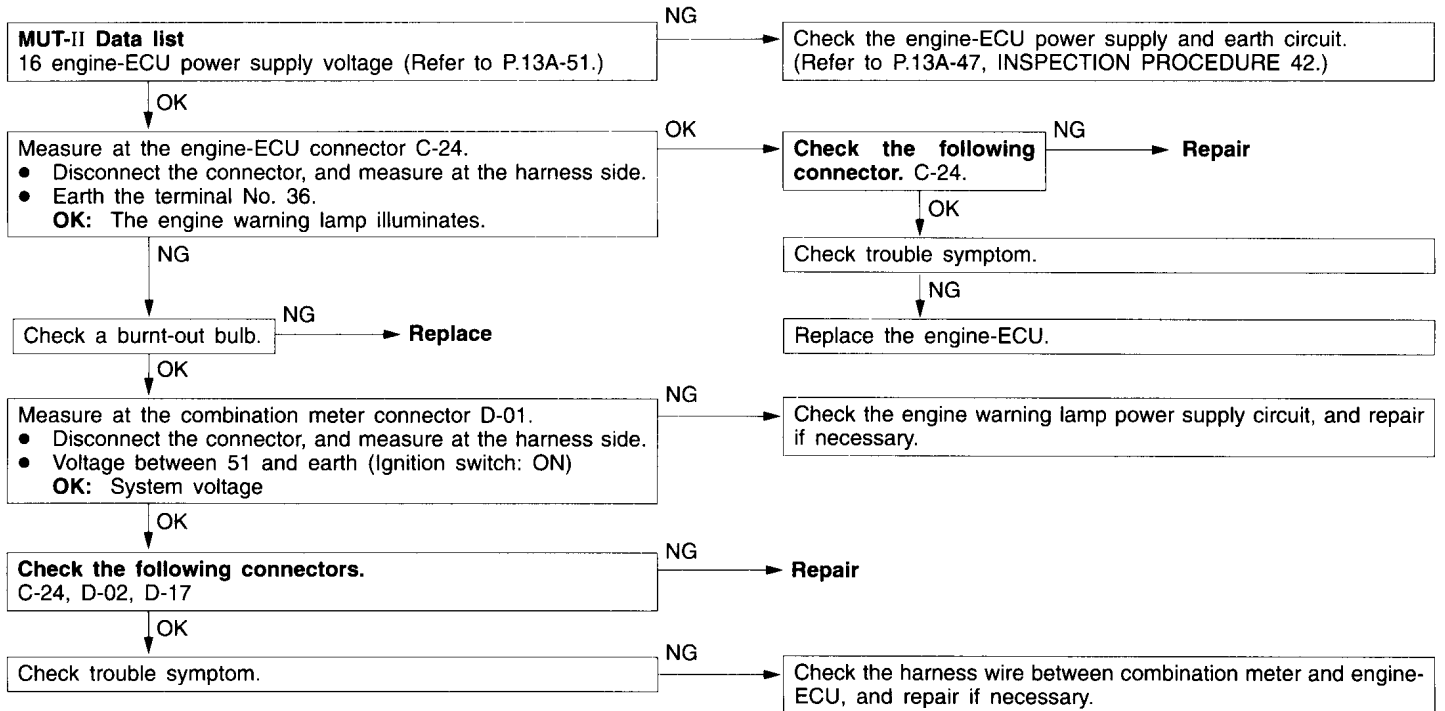 NG
MUT-II Data list
16 engine-ECU power supply voltage (Refer to P.13A-51.)
Check the engine-ECU power supply and earth circuit.
(Refer to P.13A-47, INSPECTION PROCEDURE 42.)
OK
Measure at the engine-ECU connector C-24.
● Disconnect the connector, and measure at the harness side.
● Earth the terminal No. 36.
OK: The engine warning lamp illuminates.
OK
Check the following
connector. C-24.
NG
Repair
OK
Check trouble symptom.
NG
Replace the engine-ECU.
NG
Check a burnt-out bulb.
NG
Replace
OK
Measure at the combination meter connector D-01.
● Disconnect the connector, and measure at the harness side.
● Voltage between 51 and earth (Ignition switch: ON)
OK: System voltage
NG
Check the engine warning lamp power supply circuit, and repair
if necessary.
OK
Check the following connectors.
C-24, D-02, D-17
NG
Repair
OK
Check trouble symptom.
NG
Check the harness wire between combination meter and engine-
ECU, and repair if necessary.